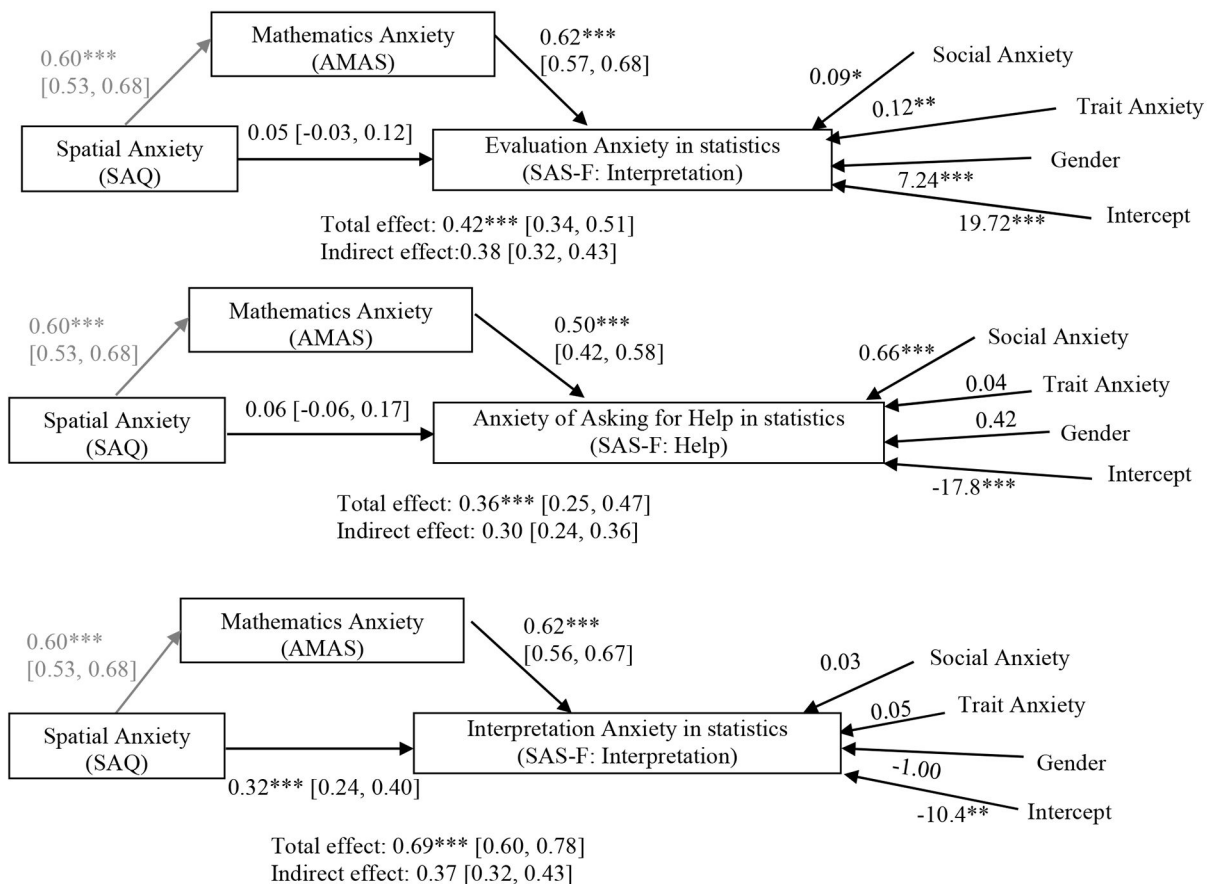 Mathematics Anxiety
(AMAS)
0.60***
[0.53, 0.68]
0.62***
[0.57, 0.68]
Spatial Anxiety
(SAQ)
0.05 [-0.03, 0.12]
Evaluation Anxiety in statistics
(SAS-F: Interpretation)
0.09*
Social Anxiety
0.12**
Trait Anxiety
Gender
7.24***
Intercept
19.72***
Total effect: 0.42*** [0.34, 0.51]
Indirect effect:0.38 [0.32, 0.43]
Mathematics Anxiety
(AMAS)
0.60***
[0.53, 0.68]
0.50***
[0.42, 0.58]
Spatial Anxiety
(SAQ)
0.06 [-0.06, 0.17]
Anxiety of Asking for Help in statistics
(SAS-F: Help)
0.66***
Social Anxiety
0.04
Trait Anxiety
0.42
Gender
-17.8***
Intercept
Total effect: 0.36*** [0.25, 0.47]
Indirect effect: 0.30 [0.24, 0.36]
Mathematics Anxiety
(AMAS)
0.60***
[0.53, 0.68]
0.62***
[0.56, 0.67]
Spatial Anxiety
(SAQ)
0.32*** [0.24, 0.40]
Interpretation Anxiety in statistics
(SAS-F: Interpretation)
0.03
Social Anxiety
0.05
Trait Anxiety
Gender
-1.00
Intercept
-10.4**
Total effect: 0.69*** [0.60, 0.78]
Indirect effect: 0.37 [0.32, 0.43]